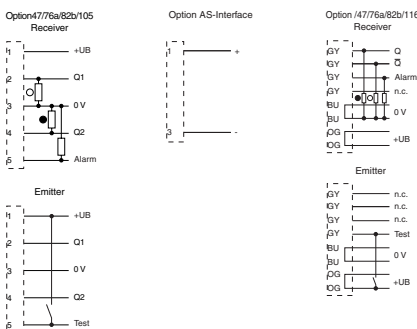 Option47/76a/82b/105
Receiver
1 +UB
2 Q1
3 0 V
4 Q2
5 Alarm
Emitter
1 +UB
2 Q1
3 0 V
4 Q2
5 Test
Option AS-Interface
1 +
3 -
Option /47/76a/82b/116
Receiver
GY Q
GY Q̅
GY Alarm
GY n.c.
BU
0 V
BU
OG
+UB
OG
Emitter
GY n.c.
GY n.c.
GY n.c.
GY Test
BU
0 V
BU
OG
+UB
OG